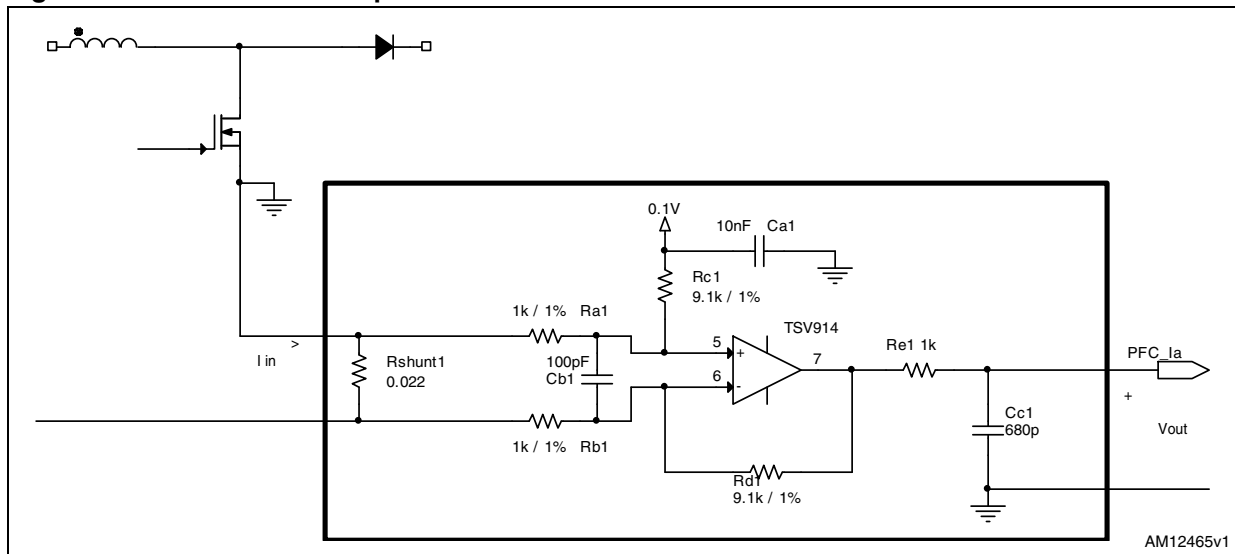 0.1V
10nF Ca1
Rc1
9.1k / 1%
1k / 1% Ra1
TSV914
5
+
7
Re1 1k
PFC_Ia
>
I in
Rshunt1
0.022
100pF
Cb1
6
-
+
Cc1
680p
Vout
1k / 1% Rb1
Rd1
9.1k / 1%
AM12465v1